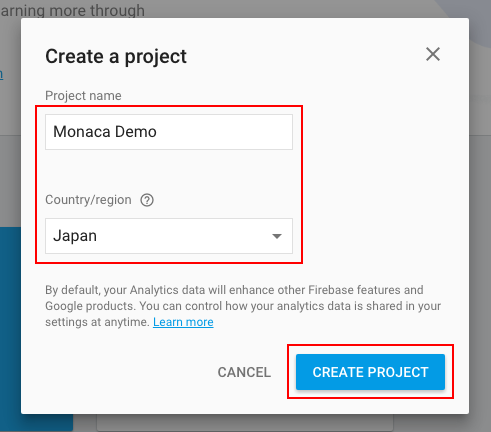 arning more through
n
Create a project
Project name
Monaca Demo
Country/region ?
Japan
By default, your Analytics data will enhance other Firebase features and
Google products. You can control how your analytics data is shared in your
settings at anytime. Learn more
CANCEL
CREATE PROJECT